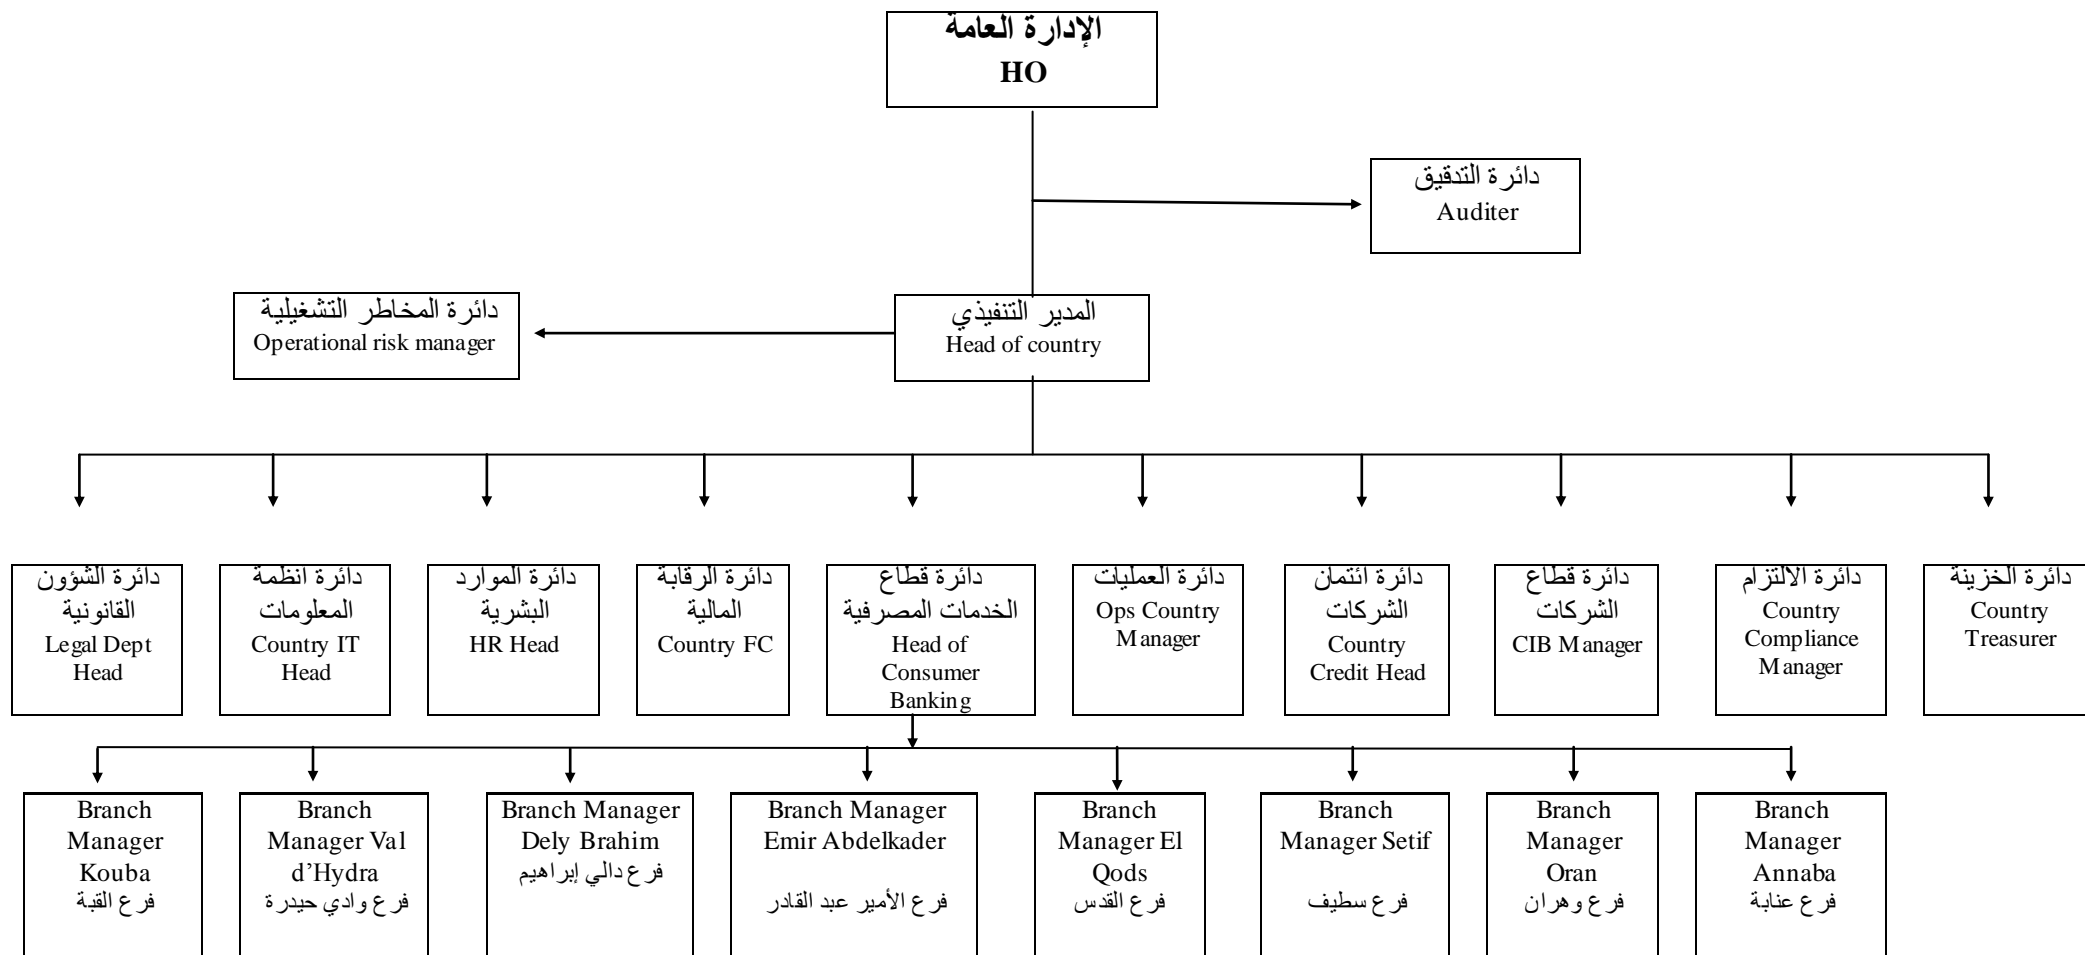 الإدارة العامة
HO
دائرة التدقيق
Auditer
دائرة المخاطر التشغيلية
Operational risk manager
المدير التنفيذي
Head of country
دائرة الشؤون
القانونية
Legal Dept
Head
دائرة انظمة
المعلومات
Country IT
Head
دائرة الموارد
البشرية
HR Head
دائرة الرقابة
المالية
Country FC
دائرة قطاع
الخدمات المصرفية
Head of
Consumer
Banking
دائرة العمليات
Ops Country
Manager
دائرة ائتمان
الشركات
Country
Credit Head
دائرة قطاع
الشركات
CIB Manager
دائرة الالتزام
Country
Compliance
Manager
دائرة الخزينة
Country
Treasurer
Branch
Manager
Kouba
فرع القبة
Branch
Manager Val
d’Hydra
فرع وادي حيدرة
Branch Manager
Dely Brahim
فرع دالي إبراهيم
Branch Manager
Emir Abdelkader
فرع الأمير عبد القادر
Branch
Manager El
Qods
فرع القدس
Branch
Manager Setif
فرع سطيف
Branch
Manager
Oran
فرع وهران
Branch
Manager
Annaba
فرع عنابة